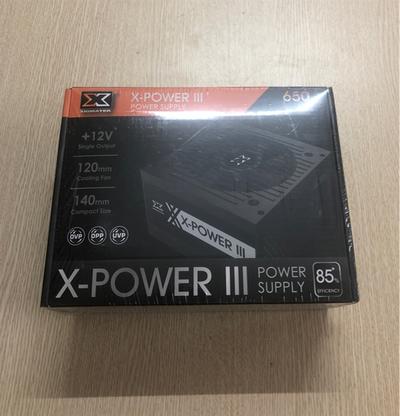 XIGMATEK
X-POWER III
POWER SUPPLY
650
+12V
Single Output
120mm
Cooling Fan
140mm
Compact Size
OVP OPP UVP
X-POWER III
X-POWER III
POWER
SUPPLY
85%
EFFICIENCY